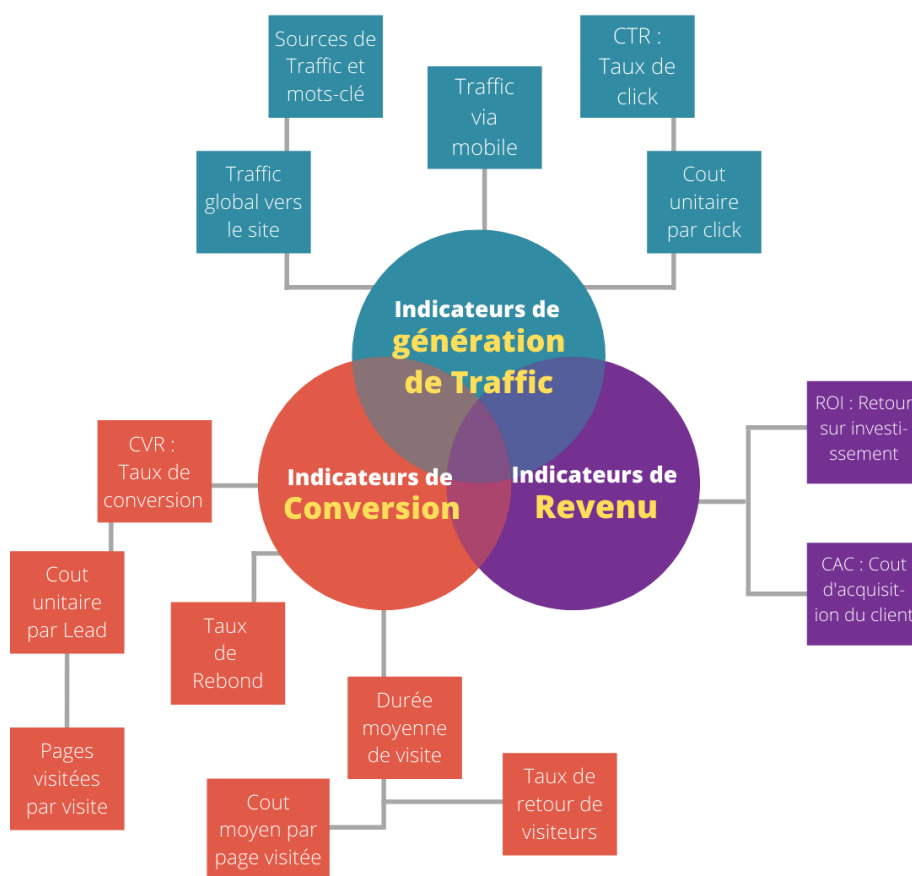 Sources de
Traffic et
mots-clé
CTR :
Taux de
click
Traffic
via
mobile
Traffic
global vers
le site
Cout
unitaire
par click
Indicateurs de
génération
de Traffic
Indicateurs de
Conversion
Indicateurs de
Revenu
ROI : Retour
sur investi-
ssement
CAC : Cout
d'acquisit-
ion du client
CVR :
Taux de
conversion
Cout
unitaire
par Lead
Taux
de
Rebond
Pages
visitées
par visite
Durée
moyenne
de visite
Cout
moyen par
page visitée
Taux de
retour de
visiteurs